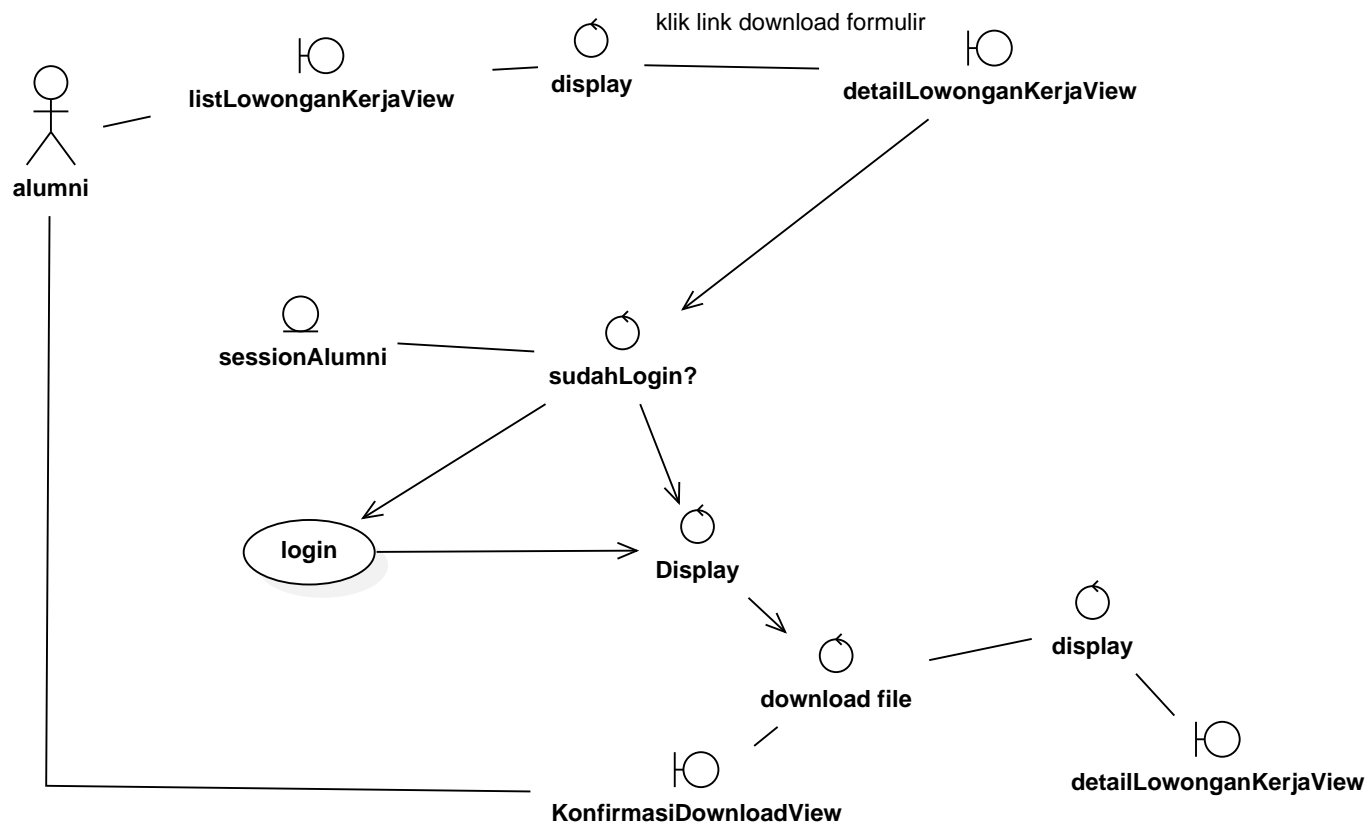 klik link download formulir
listLowonganKerjaView
display
detailLowonganKerjaView
alumni
sessionAlumni
sudahLogin?
login
Display
display
download file
detailLowonganKerjaView
KonfirmasiDownloadView